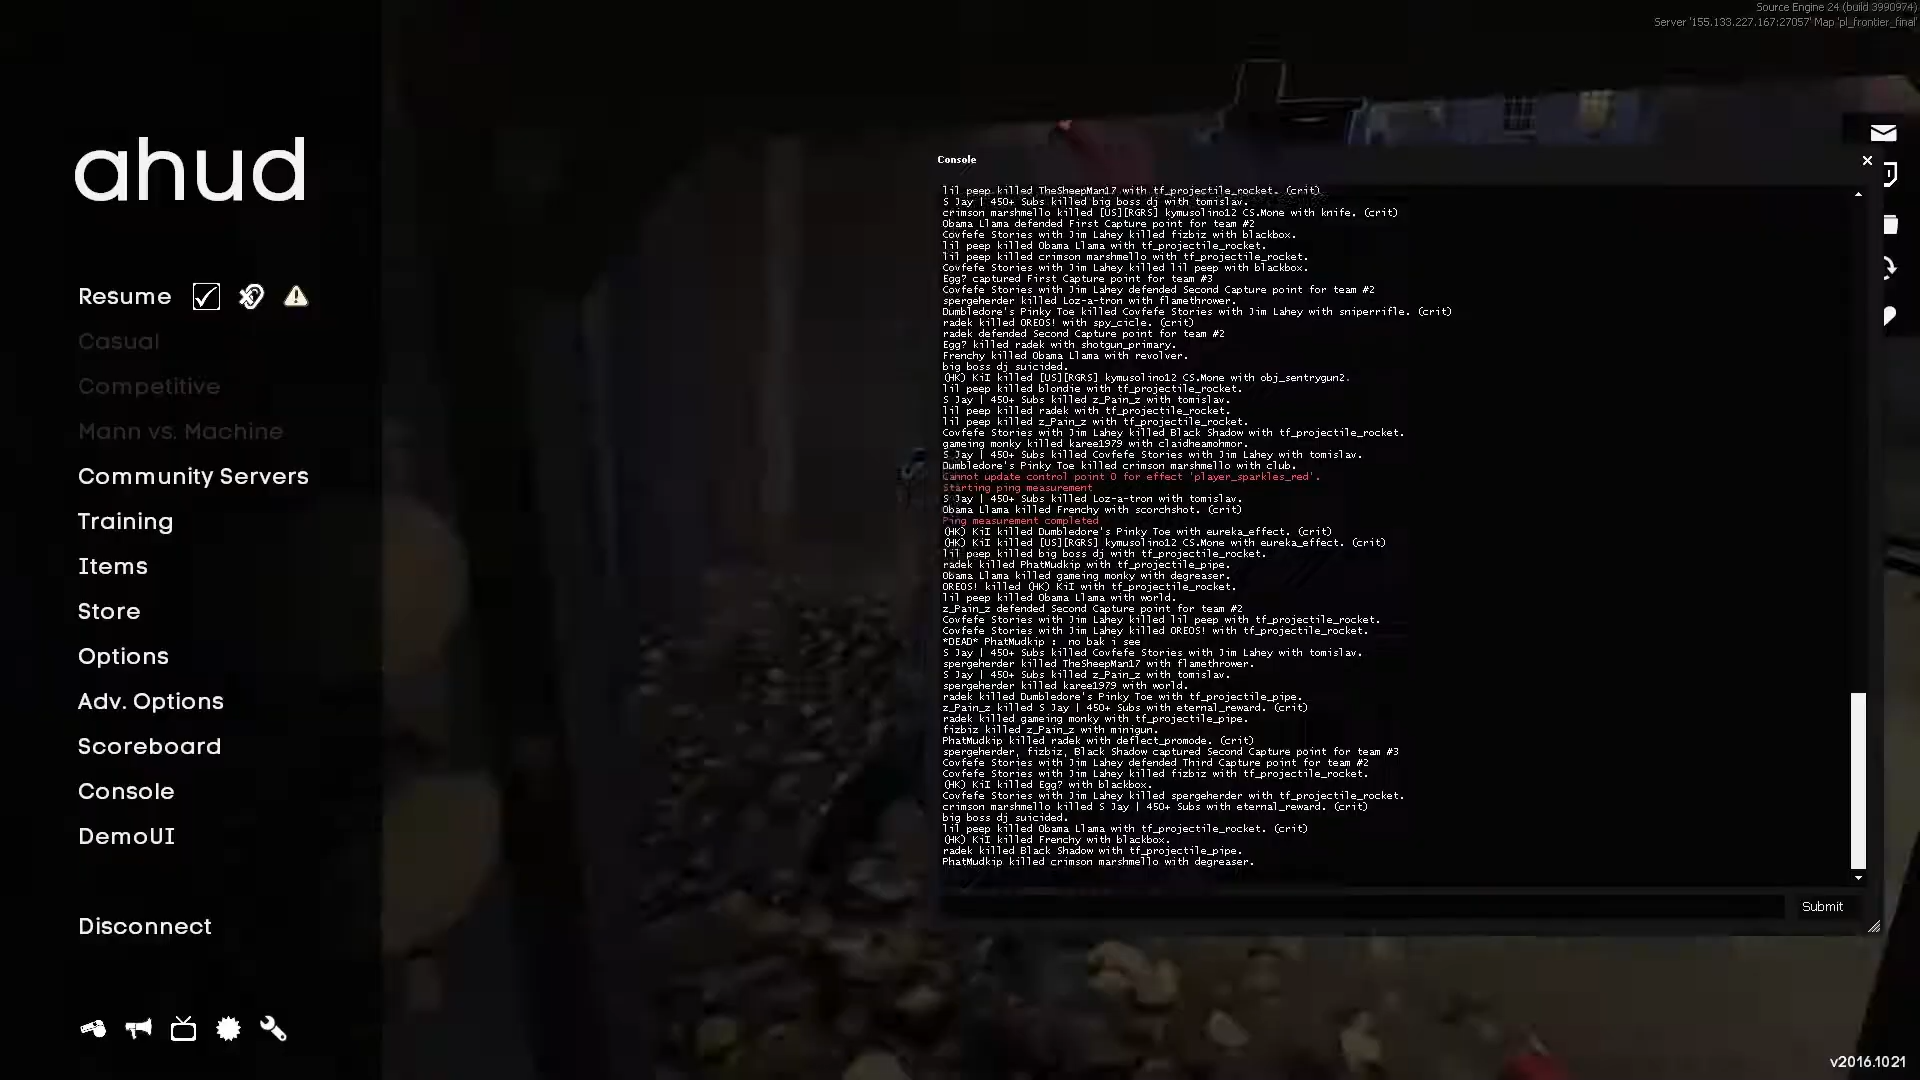 Source Engine 24 (build 3990974)
Server '155.133.227.167:27057' Map 'pl_frontier_final'
ahud
Resume
Casual
Competitive
Mann vs. Machine
Community Servers
Training
Items
Store
Options
Adv. Options
Scoreboard
Console
DemoUI
Disconnect
Console
lil peep killed TheSheepMan17 with tf_projectile_rocket. (crit)
S Jay | 450+ Subs killed big boss dj with tomislav.
crimson marshmello killed [US][RGRS] kymusolino12 CS.Mone with knife. (crit)
Obama Llama defended First Capture point for team #2
Covfefe Stories with Jim Lahey killed fizbiz with blackbox.
lil peep killed Obama Llama with tf_projectile_rocket.
lil peep killed crimson marshmello with tf_projectile_rocket.
Covfefe Stories with Jim Lahey killed lil peep with blackbox.
Egg? captured First Capture point for team #3
Covfefe Stories with Jim Lahey defended Second Capture point for team #2
spergeherder killed Loz-a-tron with flamethrower.
Dumbledore's Pinky Toe killed Covfefe Stories with Jim Lahey with sniperrifle. (crit)
radek killed OREOS! with spy_cicle. (crit)
radek defended Second Capture point for team #2
Egg? killed radek with shotgun_primary.
Frenchy killed Obama Llama with revolver.
big boss dj suicided.
(HK) KiI killed [US][RGRS] kymusolino12 CS.Mone with obj_sentrygun2.
lil peep killed blondie with tf_projectile_rocket.
S Jay | 450+ Subs killed z_Pain_z with tomislav.
lil peep killed radek with tf_projectile_rocket.
lil peep killed z_Pain_z with tf_projectile_rocket.
Covfefe Stories with Jim Lahey killed Black Shadow with tf_projectile_rocket.
gameing monky killed karee1979 with claidheamohmor.
S Jay | 450+ Subs killed Covfefe Stories with Jim Lahey with tomislav.
Dumbledore's Pinky Toe killed crimson marshmello with club.
Cannot update control point 0 for effect 'player_sparkles_red'.
Starting ping measurement
S Jay | 450+ Subs killed Loz-a-tron with tomislav.
Obama Llama killed Frenchy with scorchshot. (crit)
Ping measurement completed
(HK) KiI killed Dumbledore's Pinky Toe with eureka_effect. (crit)
(HK) KiI killed [US][RGRS] kymusolino12 CS.Mone with eureka_effect. (crit)
lil peep killed big boss dj with tf_projectile_rocket.
radek killed PhatMudkip with tf_projectile_pipe.
Obama Llama killed gameing monky with degreaser.
OREOS! killed (HK) KiI with tf_projectile_rocket.
lil peep killed Obama Llama with world.
z_Pain_z defended Second Capture point for team #2
Covfefe Stories with Jim Lahey killed lil peep with tf_projectile_rocket.
Covfefe Stories with Jim Lahey killed OREOS! with tf_projectile_rocket.
*DEAD* PhatMudkip :  no bak i see
S Jay | 450+ Subs killed Covfefe Stories with Jim Lahey with tomislav.
spergeherder killed TheSheepMan17 with flamethrower.
S Jay | 450+ Subs killed z_Pain_z with tomislav.
spergeherder killed karee1979 with world.
radek killed Dumbledore's Pinky Toe with tf_projectile_pipe.
z_Pain_z killed S Jay | 450+ Subs with eternal_reward. (crit)
radek killed gameing monky with tf_projectile_pipe.
fizbiz killed z_Pain_z with minigun.
PhatMudkip killed radek with deflect_promode. (crit)
spergeherder, fizbiz, Black Shadow captured Second Capture point for team #3
Covfefe Stories with Jim Lahey defended Third Capture point for team #2
Covfefe Stories with Jim Lahey killed fizbiz with tf_projectile_rocket.
(HK) KiI killed Egg? with blackbox.
Covfefe Stories with Jim Lahey killed spergeherder with tf_projectile_rocket.
crimson marshmello killed S Jay | 450+ Subs with eternal_reward. (crit)
big boss dj suicided.
lil peep killed Obama Llama with tf_projectile_rocket. (crit)
(HK) KiI killed Frenchy with blackbox.
radek killed Black Shadow with tf_projectile_pipe.
PhatMudkip killed crimson marshmello with degreaser.
Submit
v2016.1021